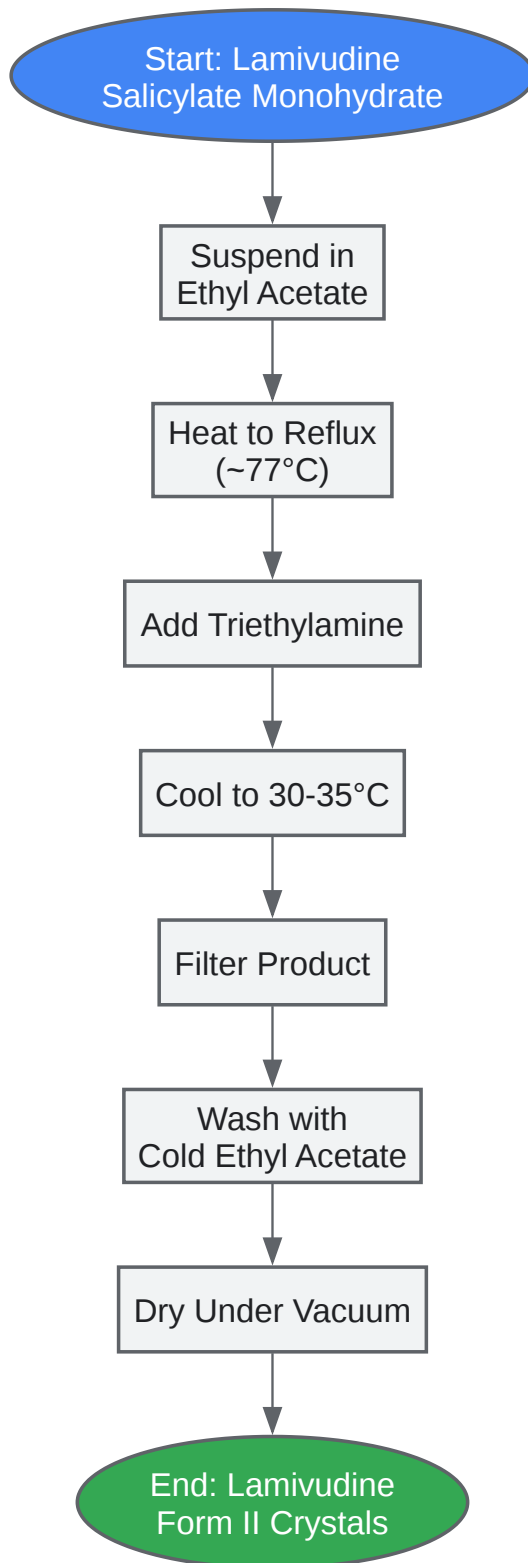 Start: Lamivudine
Salicylate Monohydrate
Suspend in
Ethyl Acetate
Heat to Reflux
(~77°C)
Add Triethylamine
Cool to 30-35°C
Filter Product
Wash with
Cold Ethyl Acetate
Dry Under Vacuum
End: Lamivudine
Form II Crystals